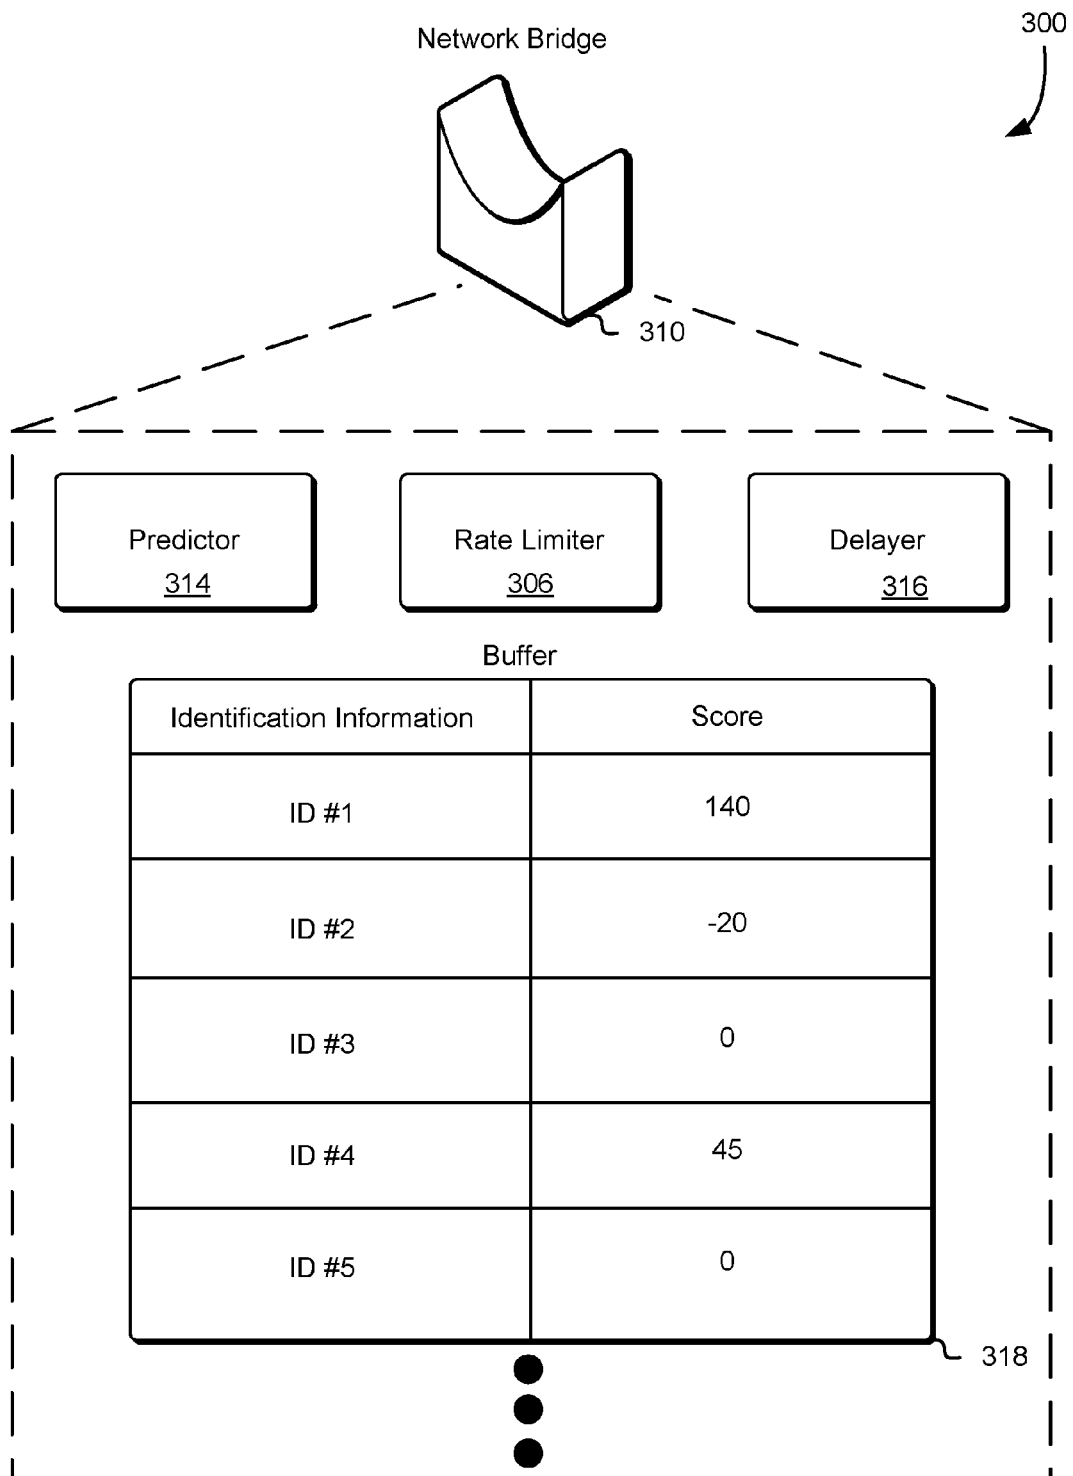 300
Network Bridge
310
Predictor
314
Rate Limiter
306
Delayer
316
Buffer
Identification Information Score
ID #1 140
ID #2 -20
ID #3 0
ID #4 45
ID #5 0
318